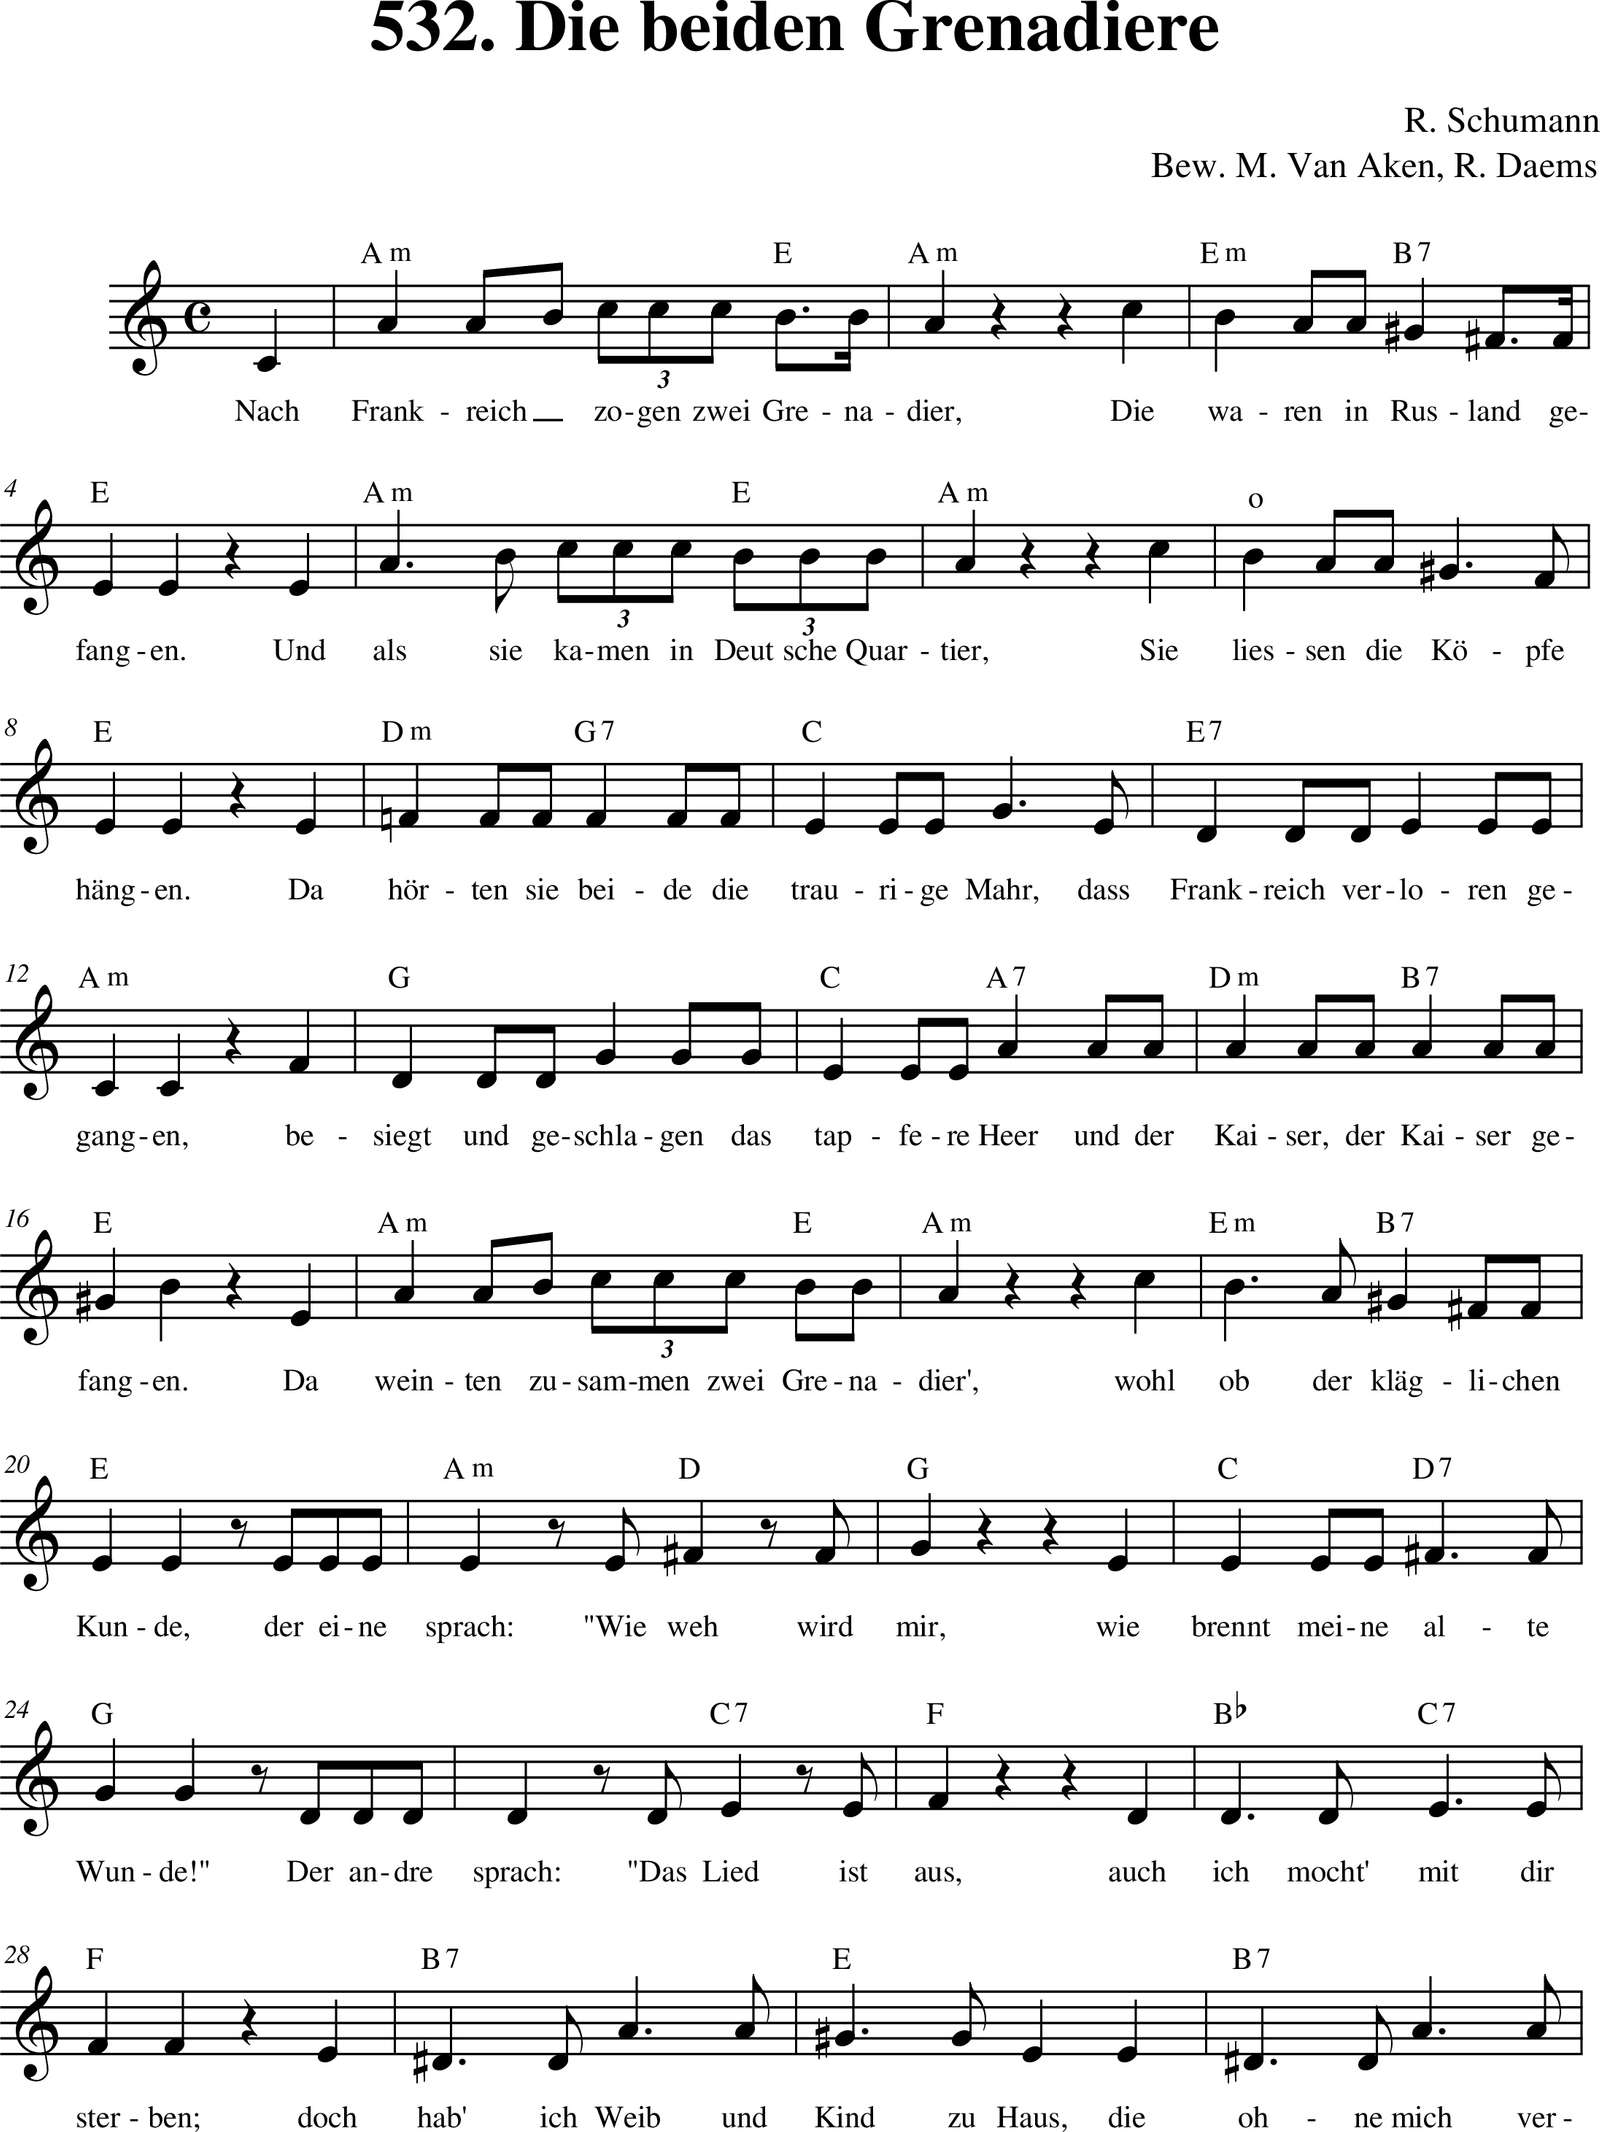 532. Die beiden Grenadiere
R. Schumann
Bew. M. Van Aken, R. Daems
Am E Am Em B7
3
Nach Frank - reich zo-gen zwei Gre - na - dier, Die wa - ren in Rus - land ge-
4
E Am E Am o
3 3
fang - en. Und als sie ka-men in Deut sche Quar - tier, Sie lies - sen die Kö - pfe
8
E Dm G7 C E7
häng - en. Da hör - ten sie bei - de die trau - ri - ge Mahr, dass Frank - reich ver - lo - ren ge -
12
Am G C A7 Dm B7
gang - en, be - siegt und ge - schla - gen das tap - fe - re Heer und der Kai - ser, der Kai - ser ge -
16
E Am E Am Em B7
3
fang - en. Da wein - ten zu - sam - men zwei Gre - na - dier', wohl ob der kläg - li - chen
20
E Am D G C D7
Kun - de, der ei - ne sprach: "Wie weh wird mir, wie brennt mei - ne al - te
24
G C7 F B♭ C7
Wun - de!" Der an - dre sprach: "Das Lied ist aus, auch ich mocht' mit dir
28
F B7 E B7
ster - ben; doch hab' ich Weib und Kind zu Haus, die oh - ne mich ver -